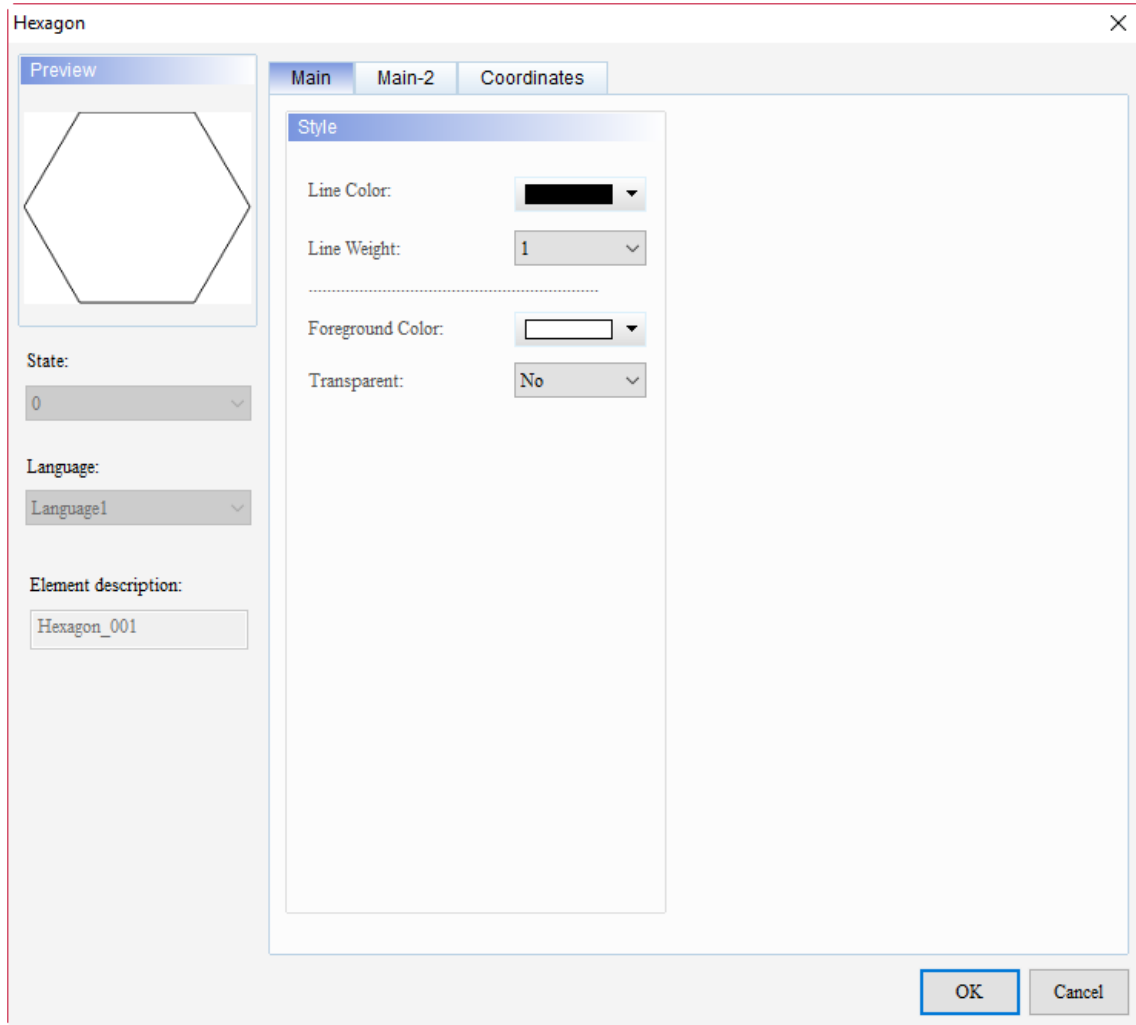 Hexagon
Preview
Main Main-2 Coordinates
Style
Line Color:
Line Weight: 1
Foreground Color:
Transparent: No
State:
0
Language:
Language1
Element description:
Hexagon_001
OK Cancel